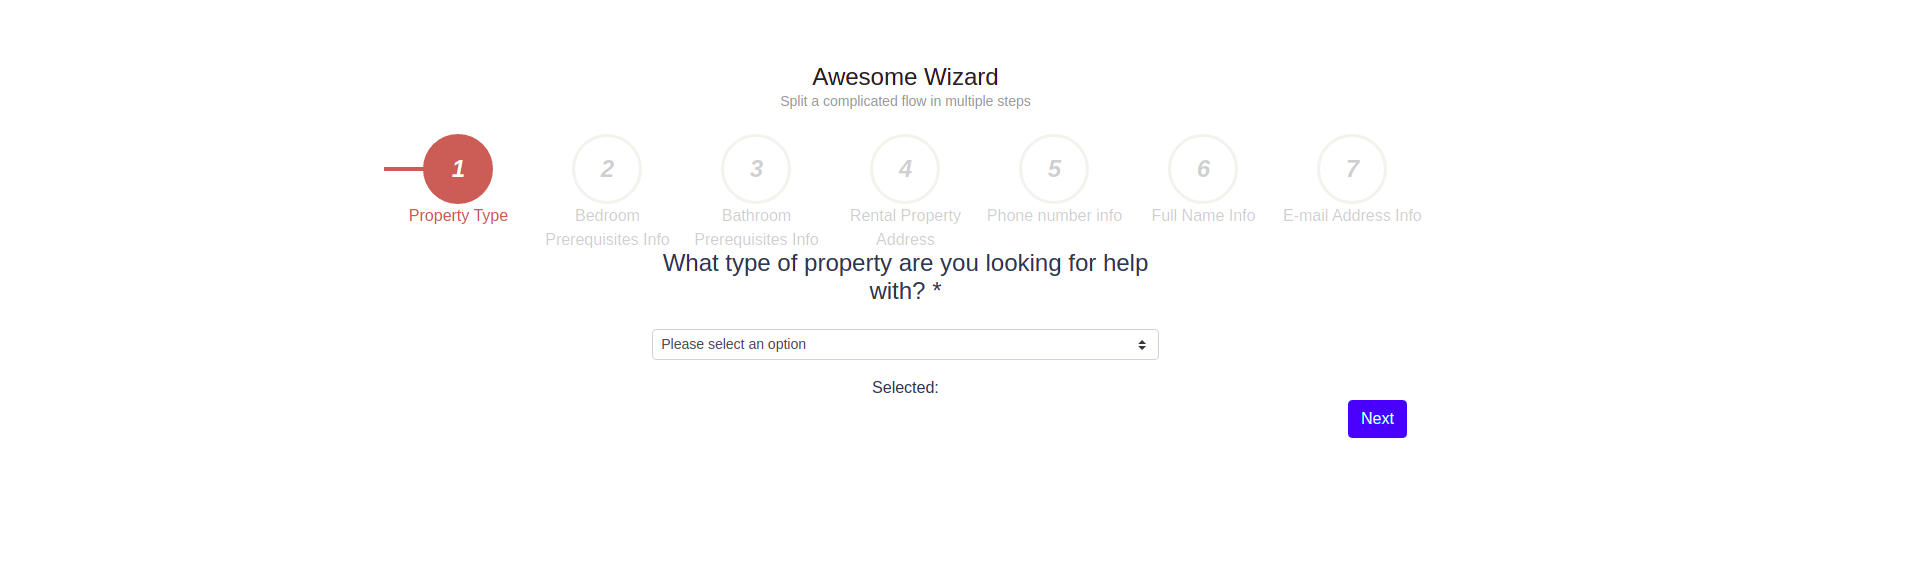 Awesome Wizard
Split a complicated flow in multiple steps
1 2 3 4 5 6 7
Property Type Bedroom Bathroom Rental Property Phone number info Full Name Info E-mail Address Info
Prerequisites Info Prerequisites Info Address
What type of property are you looking for help
with? *
Please select an option
Selected:
Next